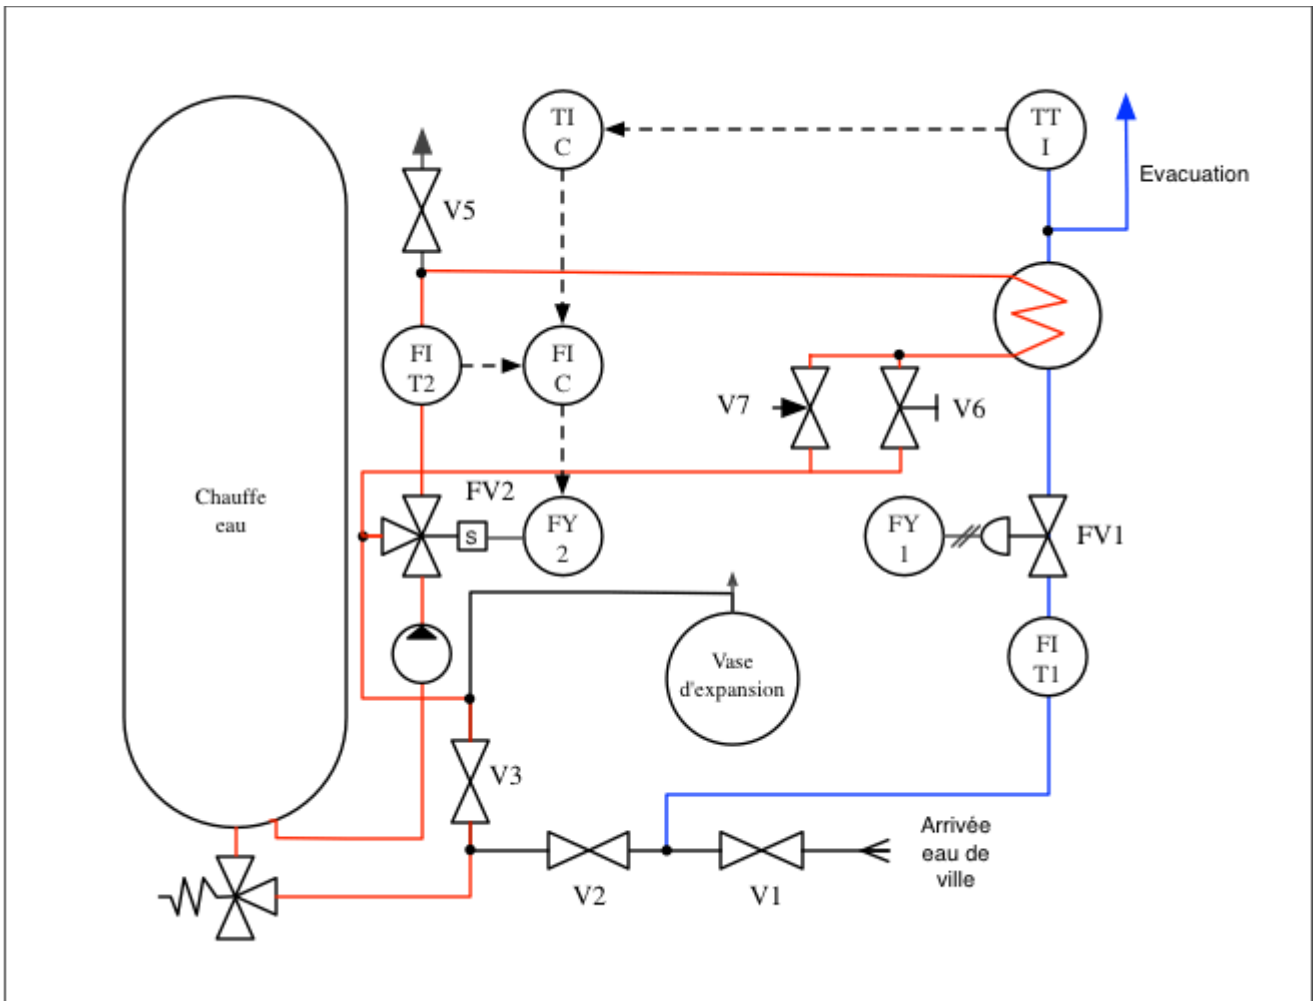 TI
C
TT
I
Evacuation
V5
FI
T2
FI
C
V7
V6
Chauffe
eau
FV2
S
FY
2
FY
1
FV1
Vase
d'expansion
FI
T1
V3
Arrivée
eau de
ville
V2
V1